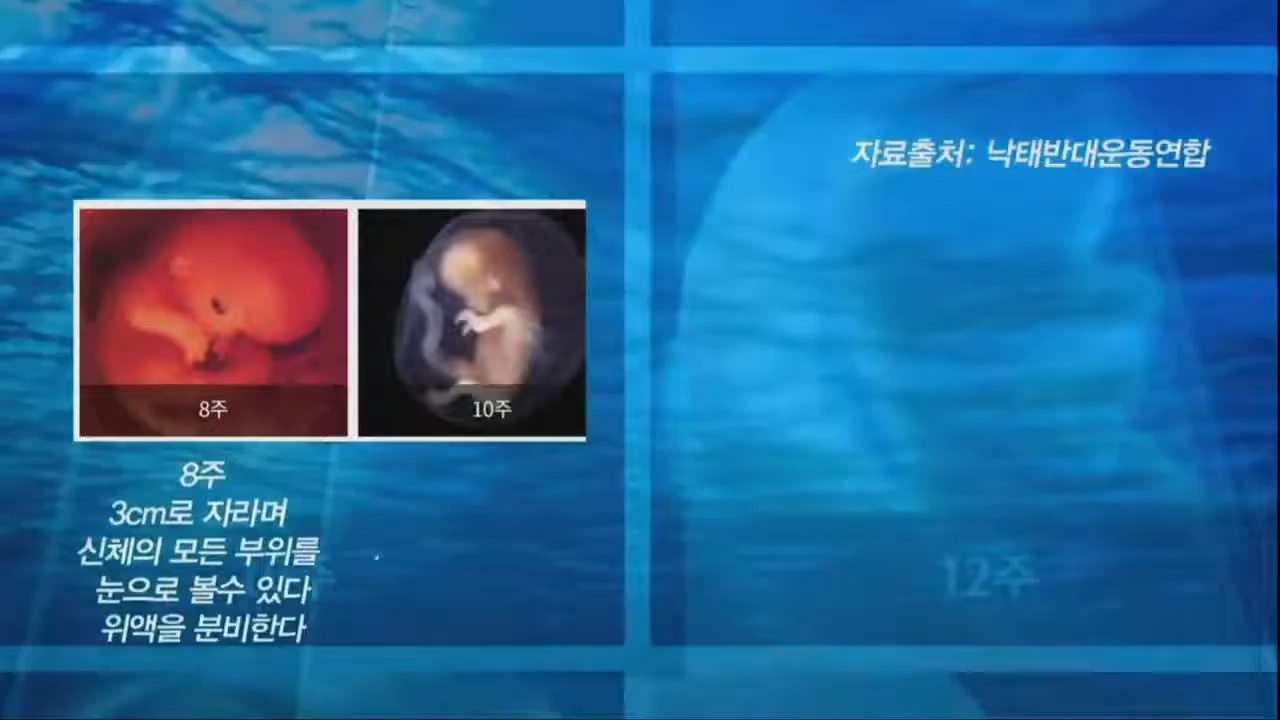 자료출처: 낙태반대운동연합
8주
10주
8주
3cm로 자라며
신체의 모든 부위를
눈으로 볼수 있다
위액을 분비한다
12주